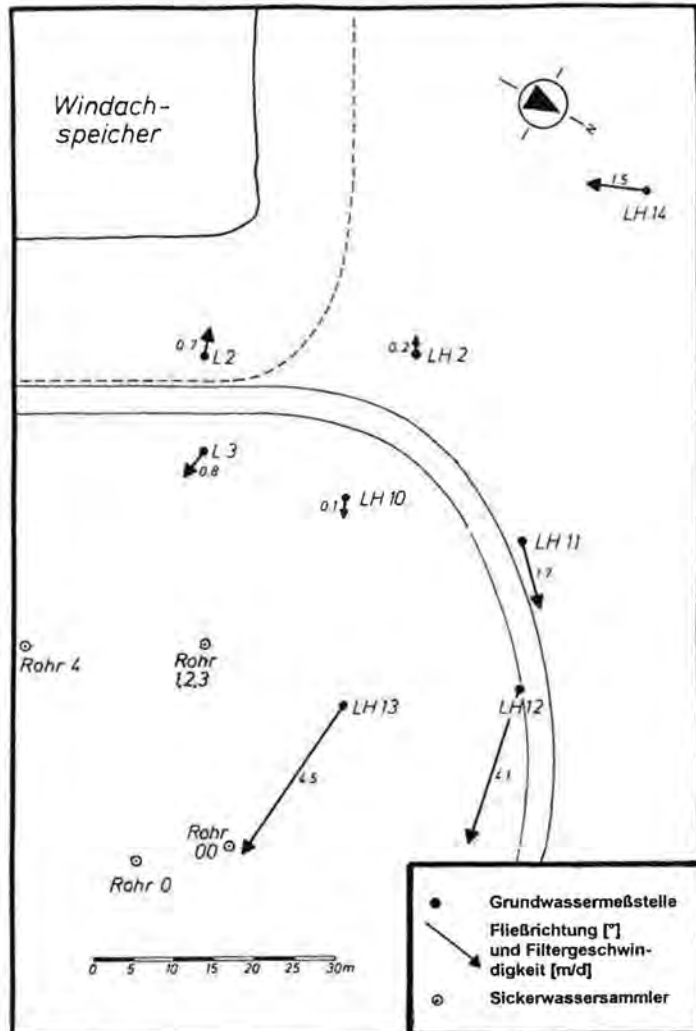 Windach-
speicher
N
1.5
LH 14
0.7
L 2
0.2
LH 2
L 3
0.8
0.1
LH 10
LH 11
1.7
Rohr 4
Rohr
1,2,3
LH 13
LH 12
4.5
4.1
Rohr
00
Rohr 0
0 5 10 15 20 25 30 m
Grundwassermeßstelle
Fließrichtung [°]
und Filtergeschwin-
digkeit [m/d]
Sickerwassersammler